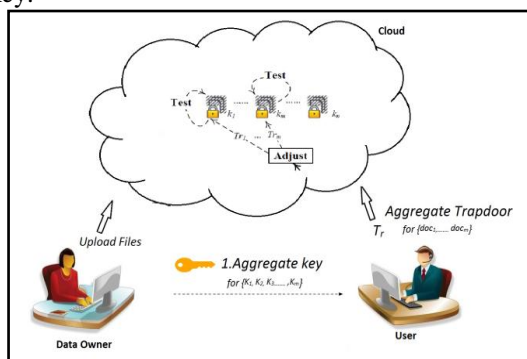 ey.
Cloud
Test
Test
k₁ ...... kₘ ...... kₙ
Tr₁ ... Trₘ
Adjust
Upload Files
Aggregate Trapdoor
Tᵣ for {doc₁,...... docₘ}
1.Aggregate key
for {K₁, K₂, K₃,......,Kₘ}
Data Owner
User